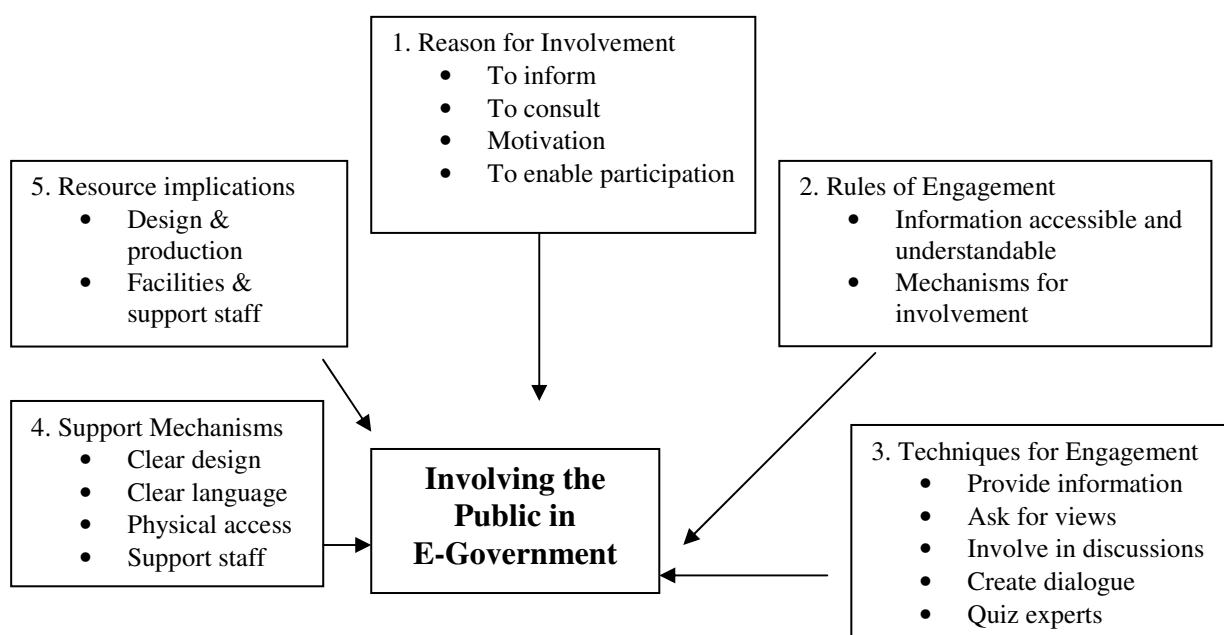 1. Reason for Involvement
• To inform
• To consult
• Motivation
• To enable participation
5. Resource implications
• Design &
production
• Facilities &
support staff
2. Rules of Engagement
• Information accessible and
understandable
• Mechanisms for
involvement
4. Support Mechanisms
• Clear design
• Clear language
• Physical access
• Support staff
Involving the
Public in
E-Government
3. Techniques for Engagement
• Provide information
• Ask for views
• Involve in discussions
• Create dialogue
• Quiz experts